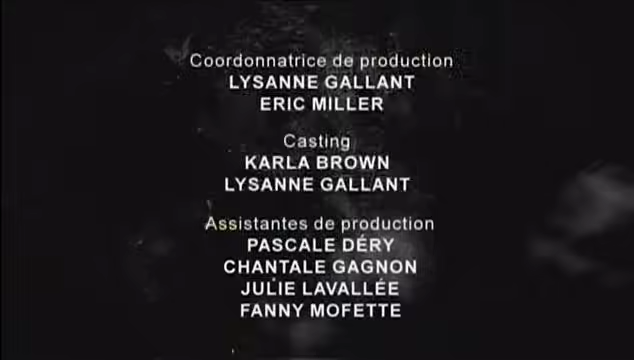 Coordonnatrice de production
LYSANNE GALLANT
ERIC MILLER
Casting
KARLA BROWN
LYSANNE GALLANT
Assistantes de production
PASCALE DÉRY
CHANTALE GAGNON
JULIE LAVALLÉE
FANNY MOFETTE